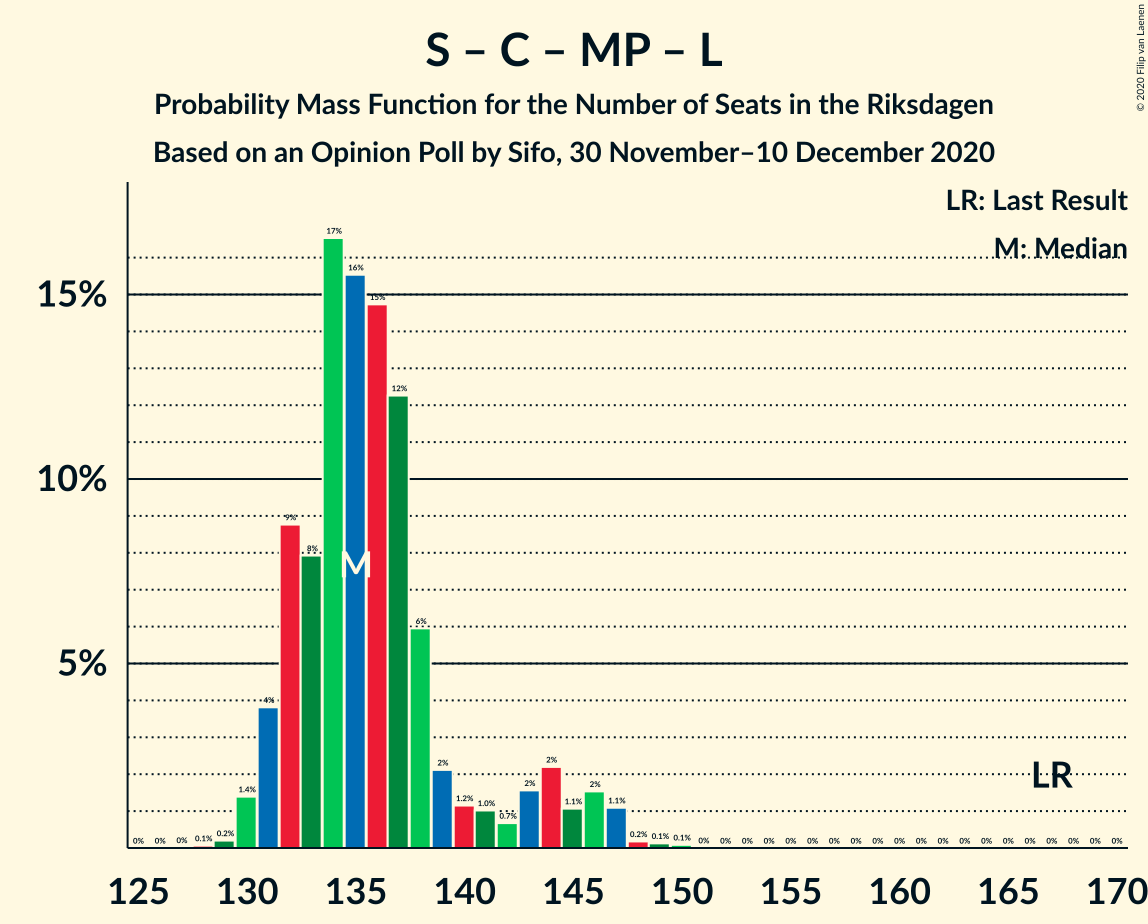 S – C – MP – L
Probability Mass Function for the Number of Seats in the Riksdagen
Based on an Opinion Poll by Sifo, 30 November–10 December 2020
© 2020 Filip van Laenen
LR: Last Result
M: Median
15%
10%
5%
0% 0% 0% 0.1% 0.2% 1.4% 4% 9% 8% 17% 16% 15% 12% 6% 2% 1.2% 1.0% 0.7% 2% 2% 1.1% 2% 1.1% 0.2% 0.1% 0.1% 0% 0% 0% 0% 0% 0% 0% 0% 0% 0% 0% 0% 0% 0% 0% 0% 0% 0% 0% 0%
M
LR
125 130 135 140 145 150 155 160 165 170